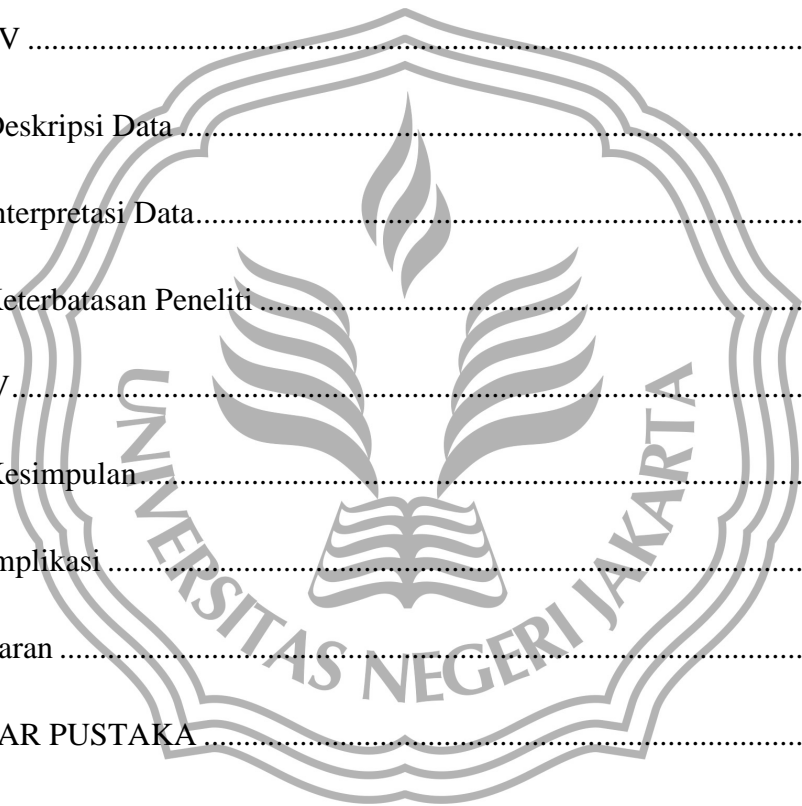 V ........................................................................
Deskripsi Data ........................................................................
nterpretasi Data........................................................................
Keterbatasan Peneliti ........................................................................
V ........................................................................
Kesimpulan ........................................................................
mplikasi ........................................................................
aran ........................................................................
AR PUSTAKA ........................................................................
UNIVERSITAS NEGERI JAKARTA